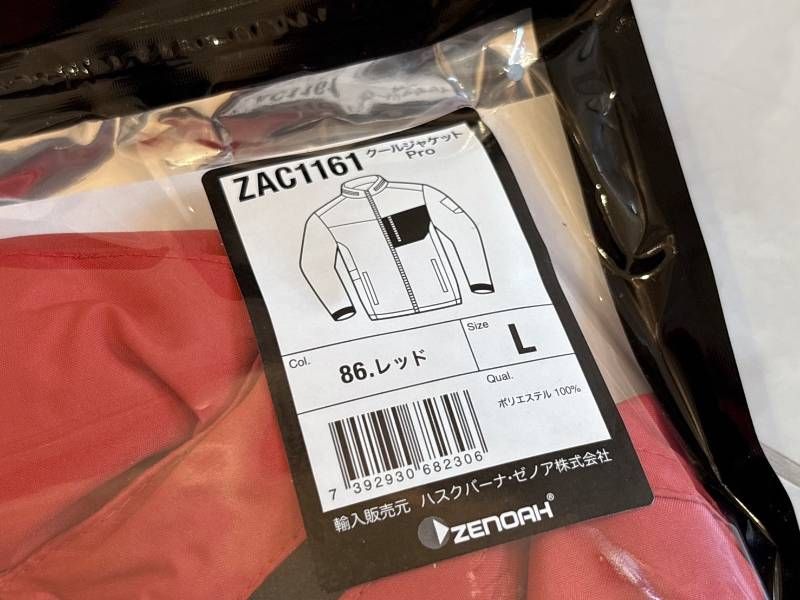 ZAC1161 クールジャケット
Pro
Col.
86.レッド
Size
L
Qual.
ポリエステル 100%
7 392930 682306
輸入販売元 ハスクバーナ・ゼノア株式会社
ZENOAH®